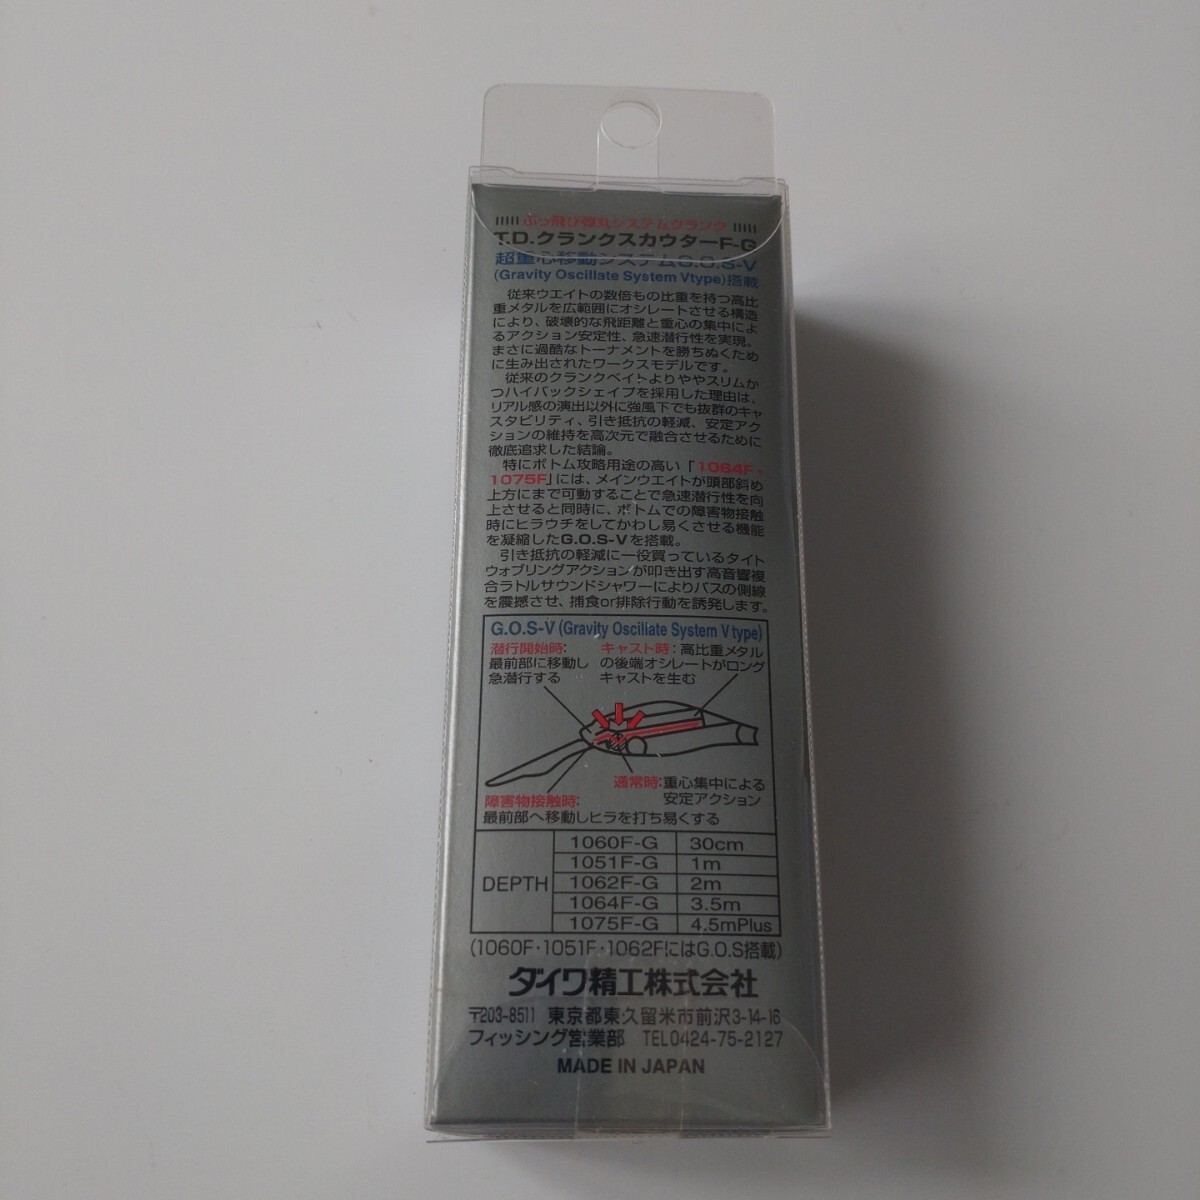 ぶっ飛び弾丸システムクランク
T.D.クランクスカウターF-G
超重心移動システムG.O.S-V
(Gravity Oscillate System Vtype)搭載
従来ウエイトの数倍もの比重を持つ高比
重メタルを広範囲にオシレートさせる構造
により、破壊的な飛距離と重心の集中によ
るアクション安定性、急速潜行性を実現。
まさに過酷なトーナメントを勝ちぬくため
に生み出されたワークスモデルです。
従来のクランクベイトよりややスリムか
つハイバックシェイプを採用した理由は、
リアル感の演出以外に強風下でも抜群のキャ
スタビリティ、引き抵抗の軽減、安定アク
ションの維持を高次元で融合させるために
徹底追求した結論。
特にボトム攻略用途の高い「1064F・
1075F」には、メインウエイトが頭部斜め
上方にまで可動することで急速潜行性を向
上させると同時に、ボトムでの障害物接触
時にヒラウチをしてかわし易くさせる機能
を凝縮したG.O.S-Vを搭載。
引き抵抗の軽減に一役買っているタイト
ウォブリングアクションが叩き出す高音響複
合ラトルサウンドシャワーによりバスの側線
を震撼させ、捕食or排除行動を誘発します。
G.O.S-V (Gravity Osciliate System V type)
潜行開始時:
最前部に移動し
急潜行する
キャスト時:高比重メタル
の後端オシレートがロング
キャストを生む
通常時:重心集中による
安定アクション
障害物接触時:
最前部へ移動しヒラを打ち易くする
DEPTH
1060F-G 30cm
1051F-G 1m
1062F-G 2m
1064F-G 3.5m
1075F-G 4.5mPlus
(1060F・1051F・1062FにはG.O.S搭載)
ダイワ精工株式会社
〒203-8511 東京都東久留米市前沢3-14-16
フィッシング営業部 TEL0424-75-2127
MADE IN JAPAN